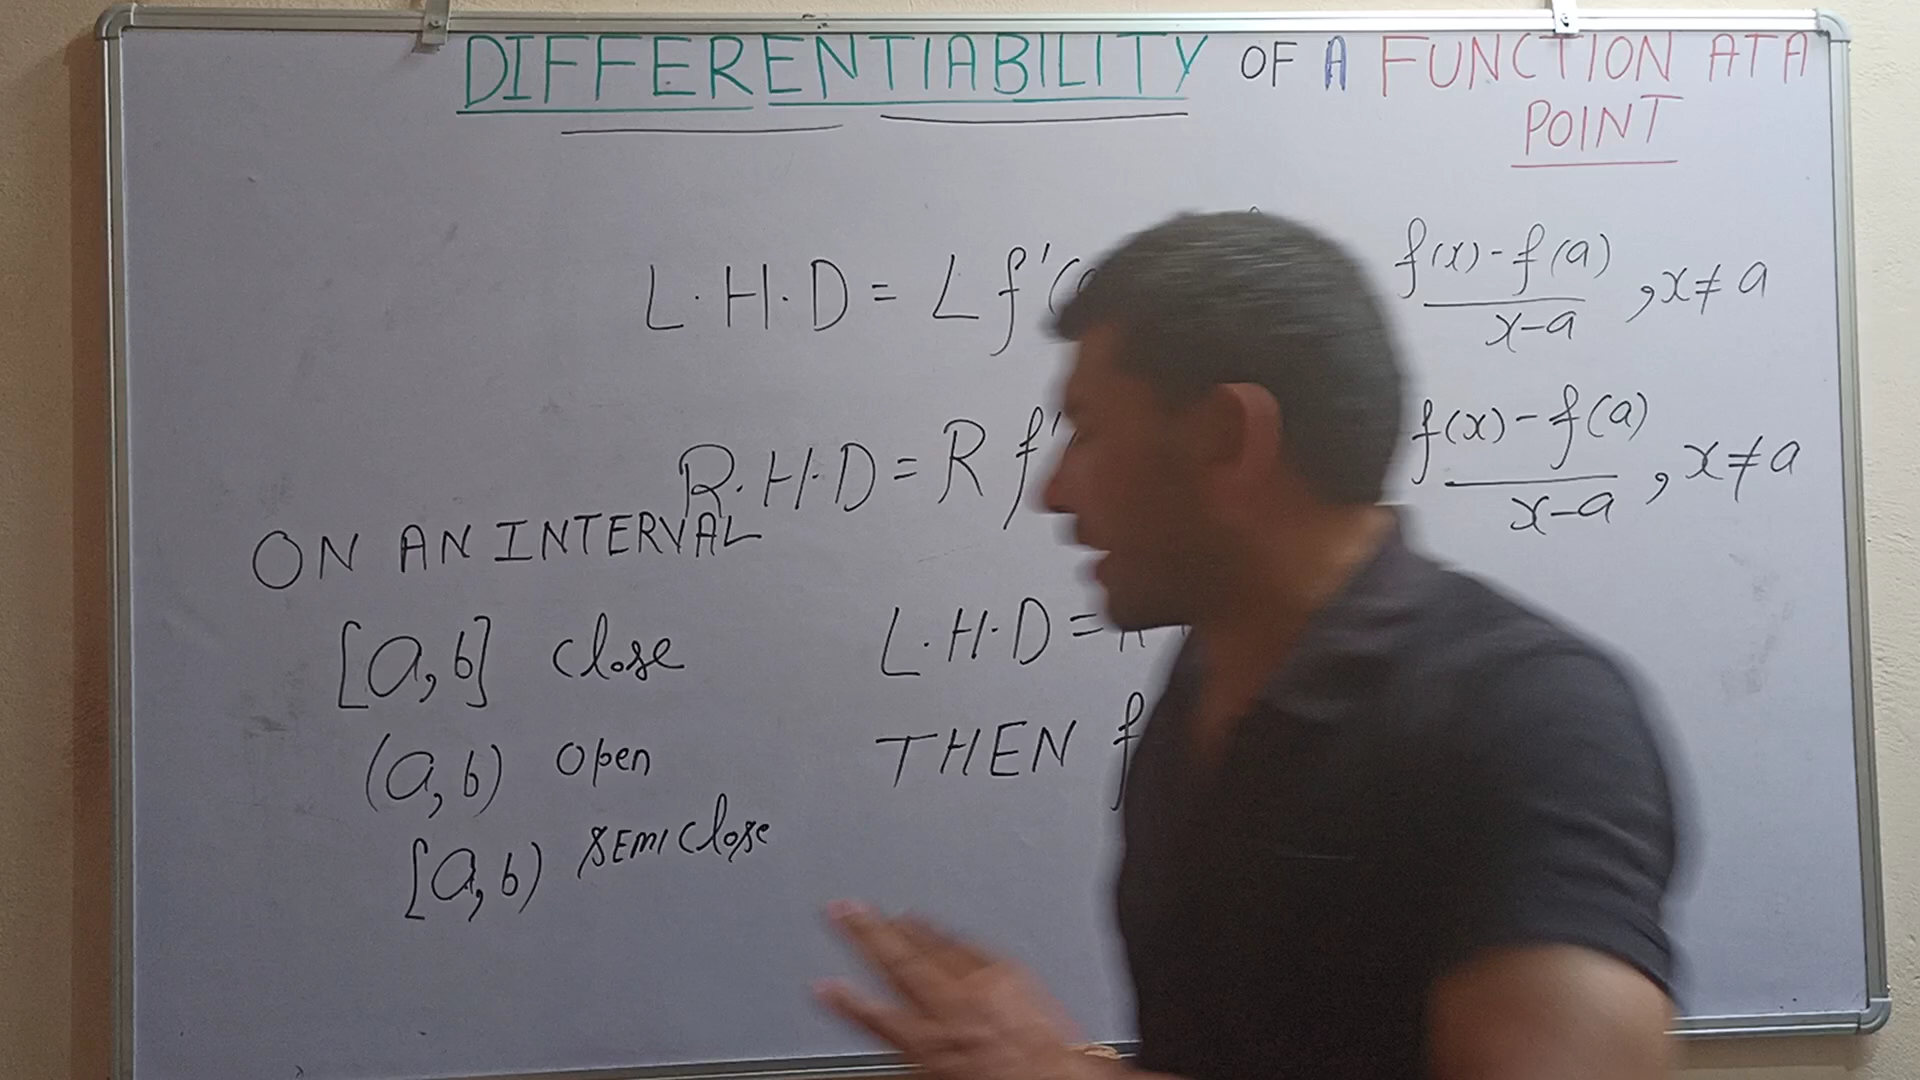 DIFFERENTIABILITY OF A FUNCTION AT A
POINT
L.H.D = L f'( f(x) - f(a) / x-a , x ≠ a
R.H.D = R f' f(x) - f(a) / x-a , x ≠ a
ON AN INTERVAL
[a, b] close
L.H.D =
(a, b) open
THEN f
[a, b) SEMI close